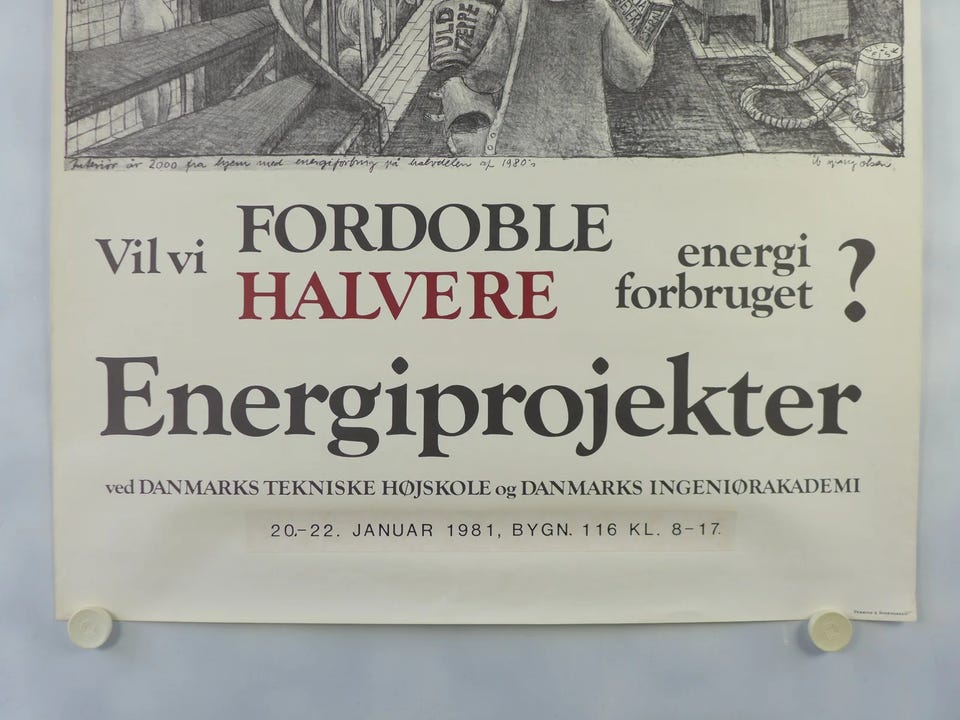 ULD
TÆPPE
Interiør år 2000 fra hjem med energiforbrug på halvdelen af 1980's
ib spang olsen
Vil vi FORDOBLE HALVERE energi forbruget ?
Energiprojekter
ved DANMARKS TEKNISKE HØJSKOLE og DANMARKS INGENIØRAKADEMI
20.-22. JANUAR 1981, BYGN. 116 KL. 8-17.